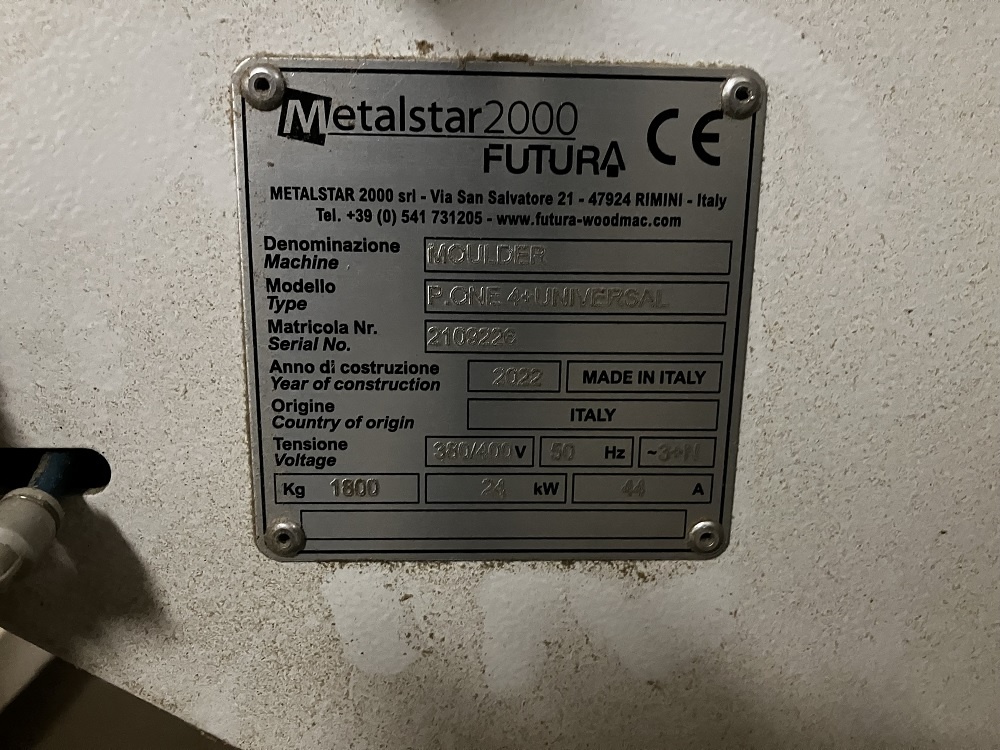 Metalstar2000
FUTURA
CE
METALSTAR 2000 srl - Via San Salvatore 21 - 47924 RIMINI - Italy
Tel. +39 (0) 541 731205 - www.futura-woodmac.com
Denominazione MOULDER
Machine
Modello P.ONE 4+UNIVERSAL
Type
Matricola Nr.
Serial No.
Anno di costruzione 2022 MADE IN ITALY
Year of construction
Origine ITALY
Country of origin
Tensione 380/400 V 50 Hz ~3+N
Voltage
Kg 1800 24 kW 44 A